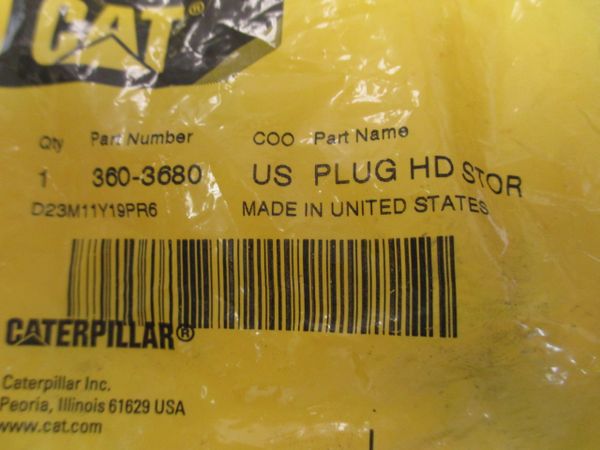 CAT®
Qty Part Number COO Part Name
1 360-3680 US PLUG HD STOR
D23M11Y19PR6 MADE IN UNITED STATES
CATERPILLAR®
Caterpillar Inc.
Peoria, Illinois 61629 USA
www.cat.com